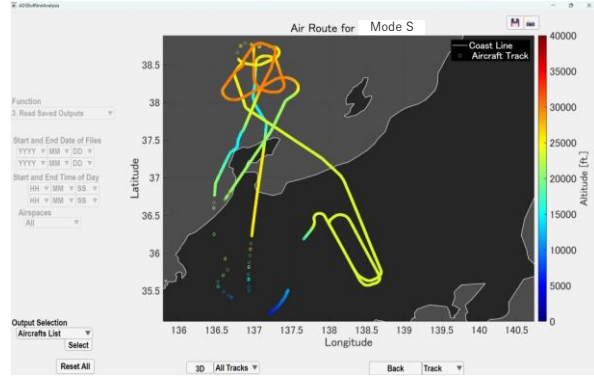 ADSBoffllineAnalysis
Air Route for Mode S
Coast Line
Aircraft Track
Function
3. Read Saved Outputs
Start and End Date of Files
YYYY MM DD
YYYY MM DD
Start and End Time of Day
HH MM SS
HH MM SS
Airspaces
All
Output Selection
Aircrafts List
Select
Reset All
Latitude
38.5
38
37.5
37
36.5
36
35.5
136 136.5 137 137.5 138 138.5 139 139.5 140 140.5
Longitude
40000
35000
30000
25000
20000
15000
10000
5000
0
Altitude [ft.]
3D All Tracks Back Track